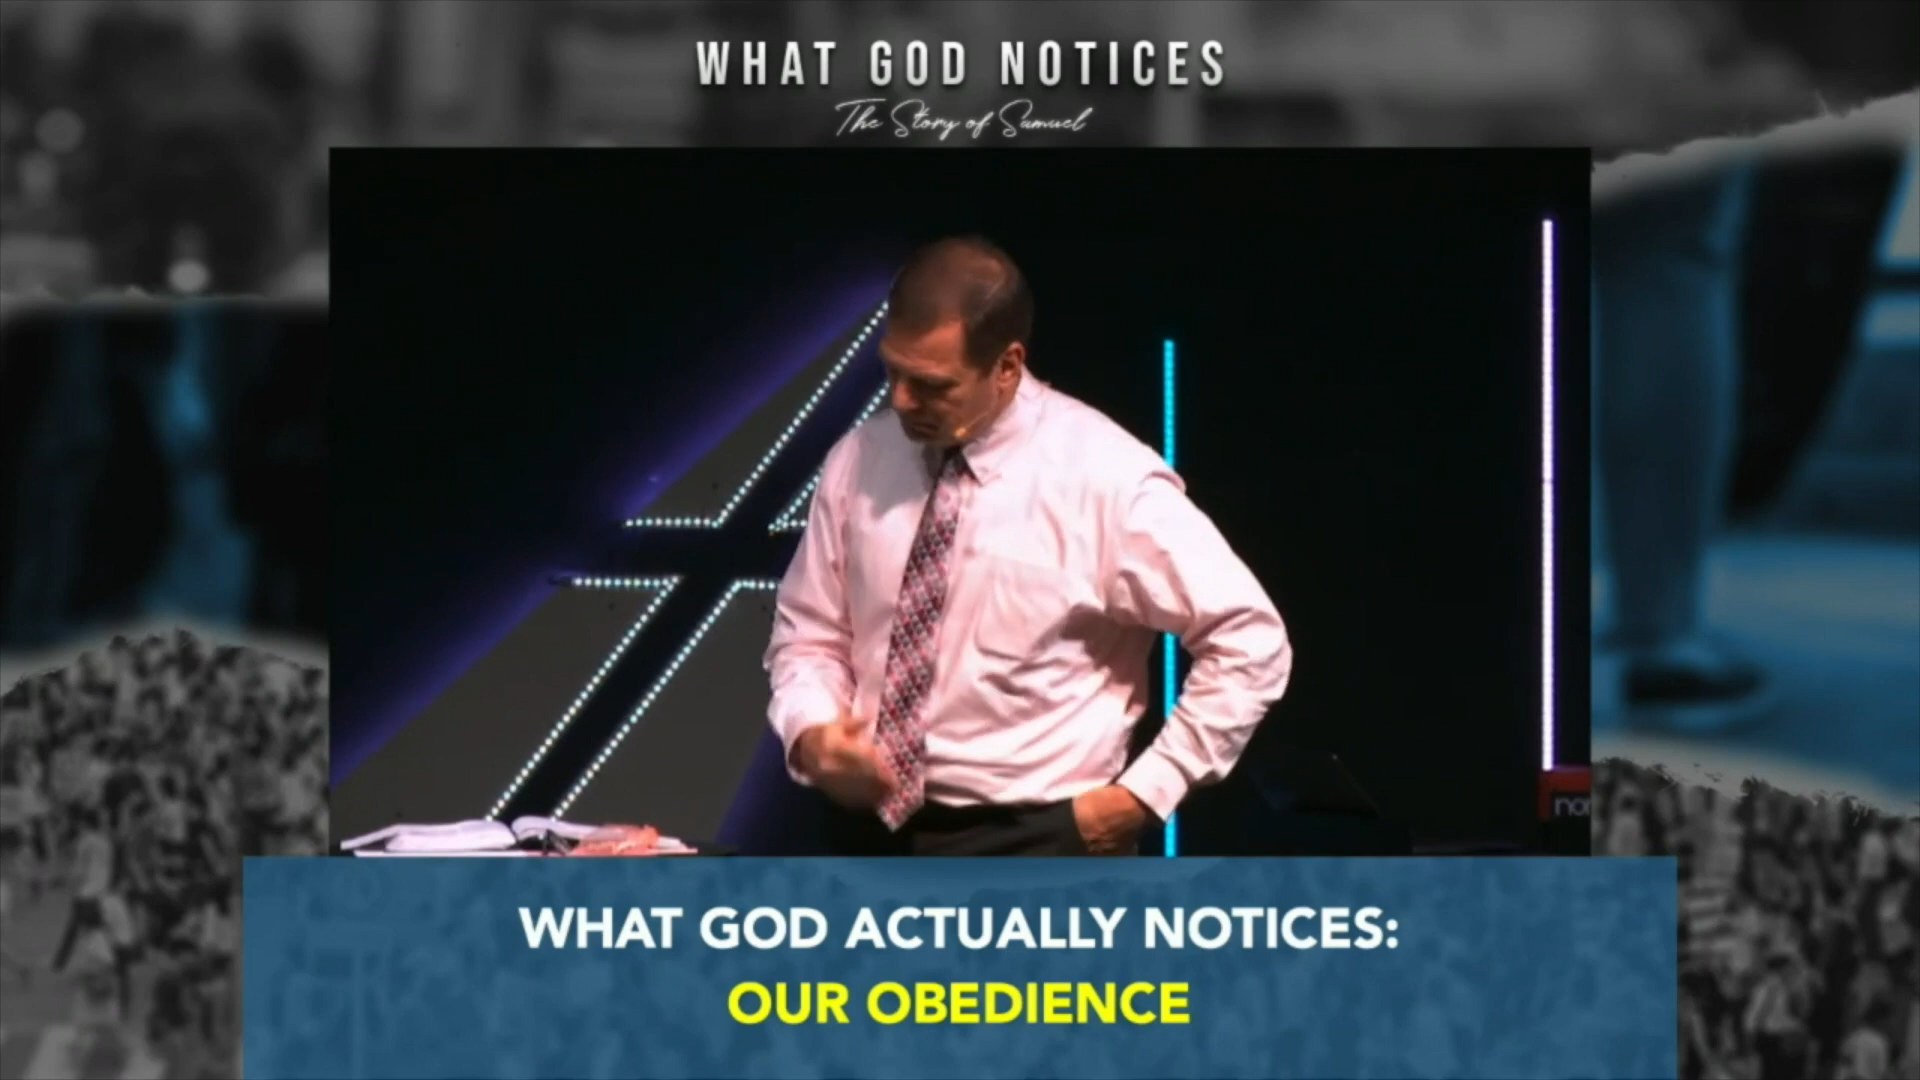 WHAT GOD NOTICES
The Story of Samuel
WHAT GOD ACTUALLY NOTICES:
OUR OBEDIENCE